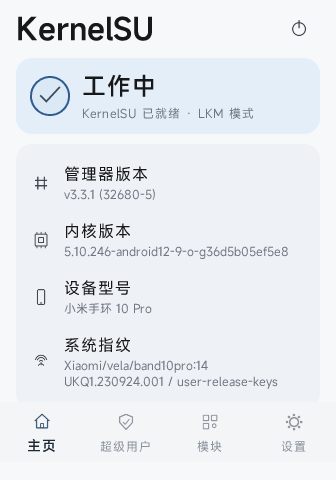 KernelSU
工作中
KernelSU 已就绪 · LKM 模式
管理器版本
v3.3.1 (32680-5)
内核版本
5.10.246-android12-9-o-g36d5b05ef5e8
设备型号
小米手环 10 Pro
系统指纹
Xiaomi/vela/band10pro:14
UKQ1.230924.001 / user-release-keys
主页
超级用户
模块
设置